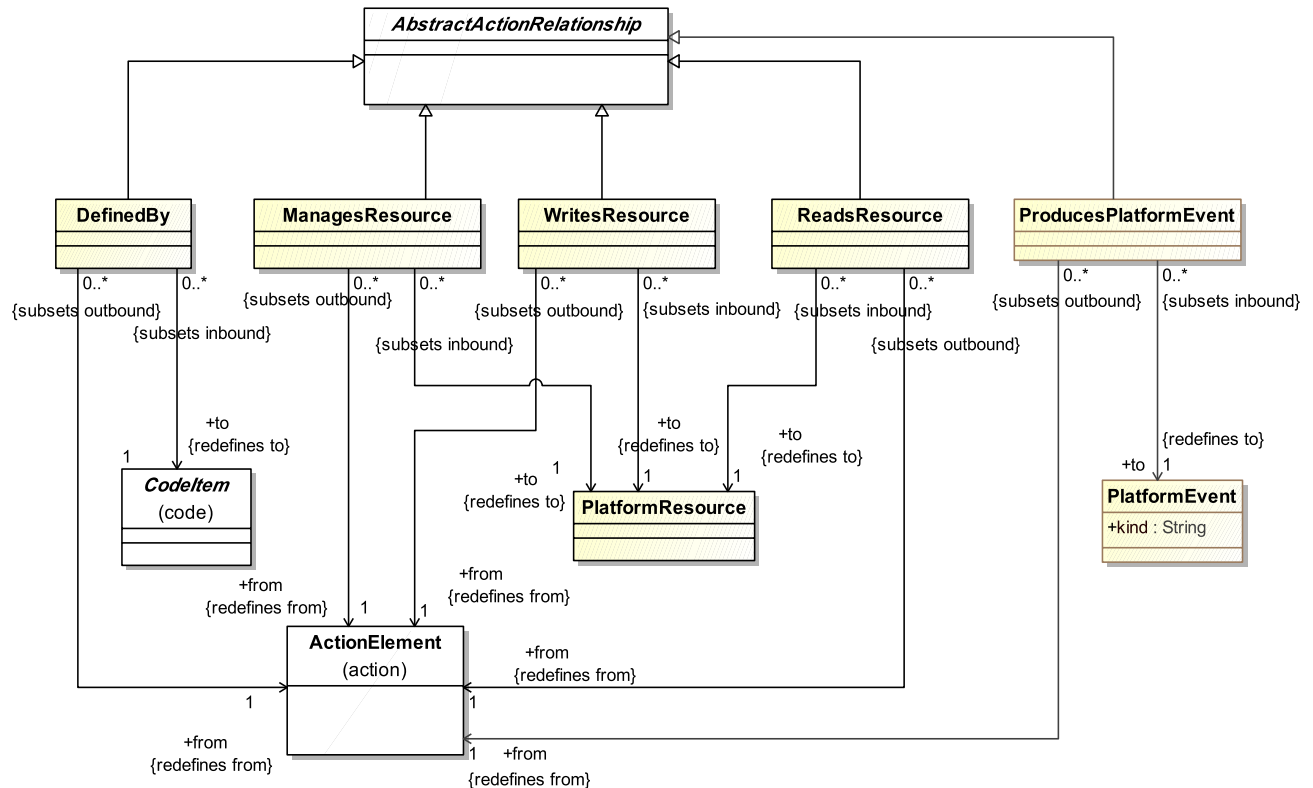 AbstractActionRelationship
DefinedBy
ManagesResource
WritesResource
ReadsResource
ProducesPlatformEvent
0..*
0..*
0..*
0..*
0..*
0..*
0..*
0..*
0..*
0..*
{subsets outbound}
{subsets inbound}
{subsets outbound}
{subsets inbound}
{subsets outbound}
{subsets inbound}
{subsets inbound}
{subsets outbound}
{subsets outbound}
{subsets inbound}
+to
{redefines to}
1
CodeItem
(code)
+to
{redefines to}
1
+to
{redefines to}
1
+to
{redefines to}
1
PlatformResource
{redefines to}
+to
1
PlatformEvent
+kind : String
+from
{redefines from}
1
+from
{redefines from}
1
ActionElement
(action)
+from
{redefines from}
1
1
+from
{redefines from}
1
+from
{redefines from}